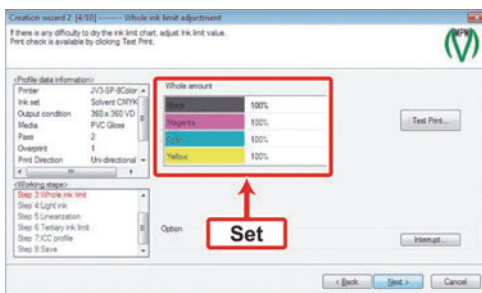 Creation wizard 2 [4/10] ------- Whole ink limit adjustment
If there is any difficulty to dry the ink limit chart, adjust Ink limit value.
Print check is available by clicking Test Print.
MPM
<Profile data information>
Printer JV3-SP-8Color
Ink set Solvent CMYK
Output condition 360 x 360 VD
Media PVC Gloss
Pass 2
Overprint 1
Print Direction Uni-directional
Whole amount
Black 100%
Magenta 100%
Cyan 100%
Yellow 100%
Test Print...
<Working steps>
Step 3:Whole ink limit
Step 4:Light ink
Step 5:Linearization
Step 6:Tertiary ink limit
Step 7:ICC profile
Step 8:Save
Option
Set
Interrupt...
< Back
Next >
Cancel